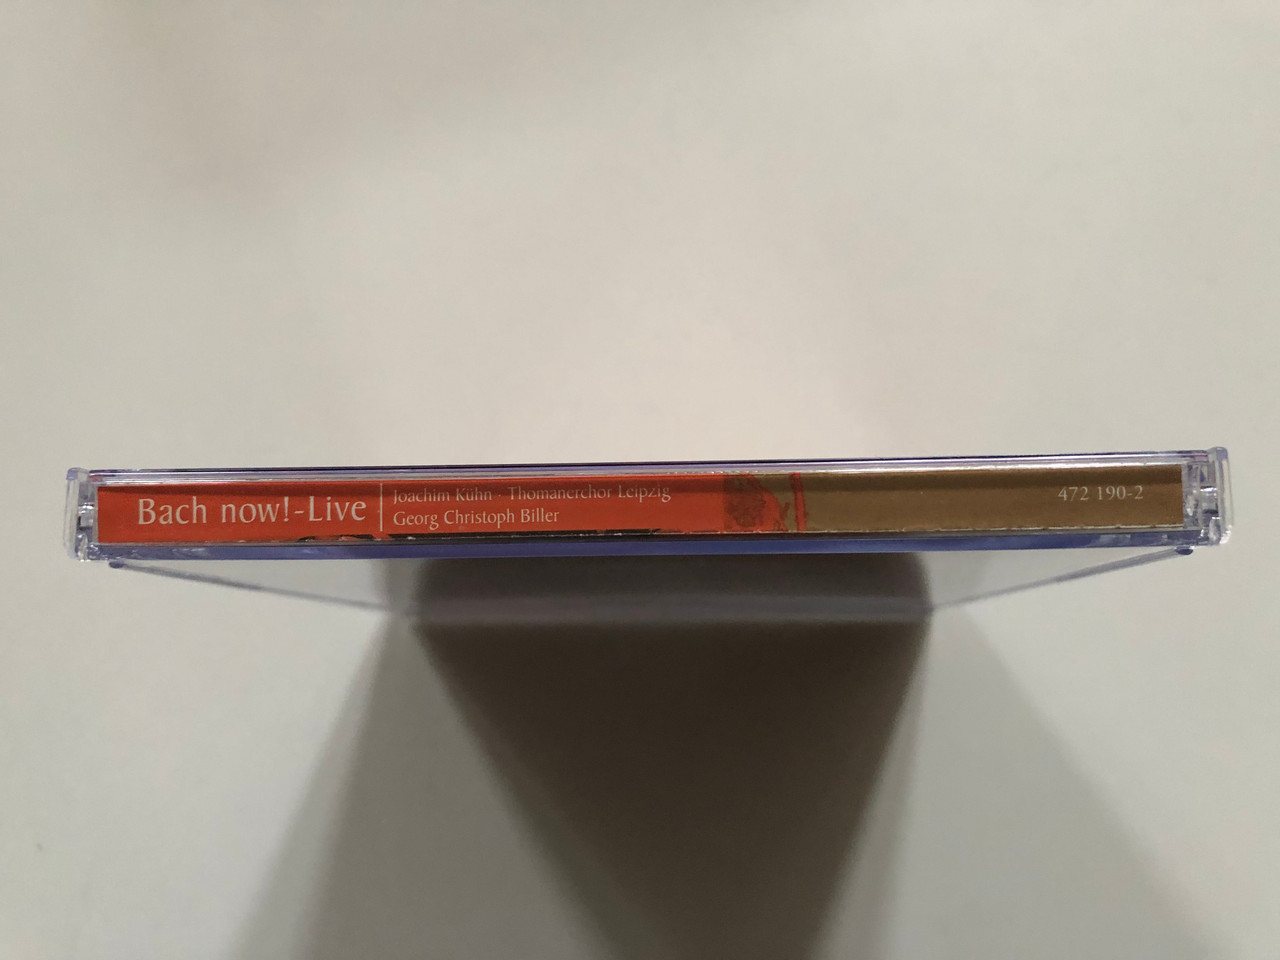 Bach now!-Live
Joachim Kühn · Thomanerchor Leipzig
Georg Christoph Biller
472 190-2